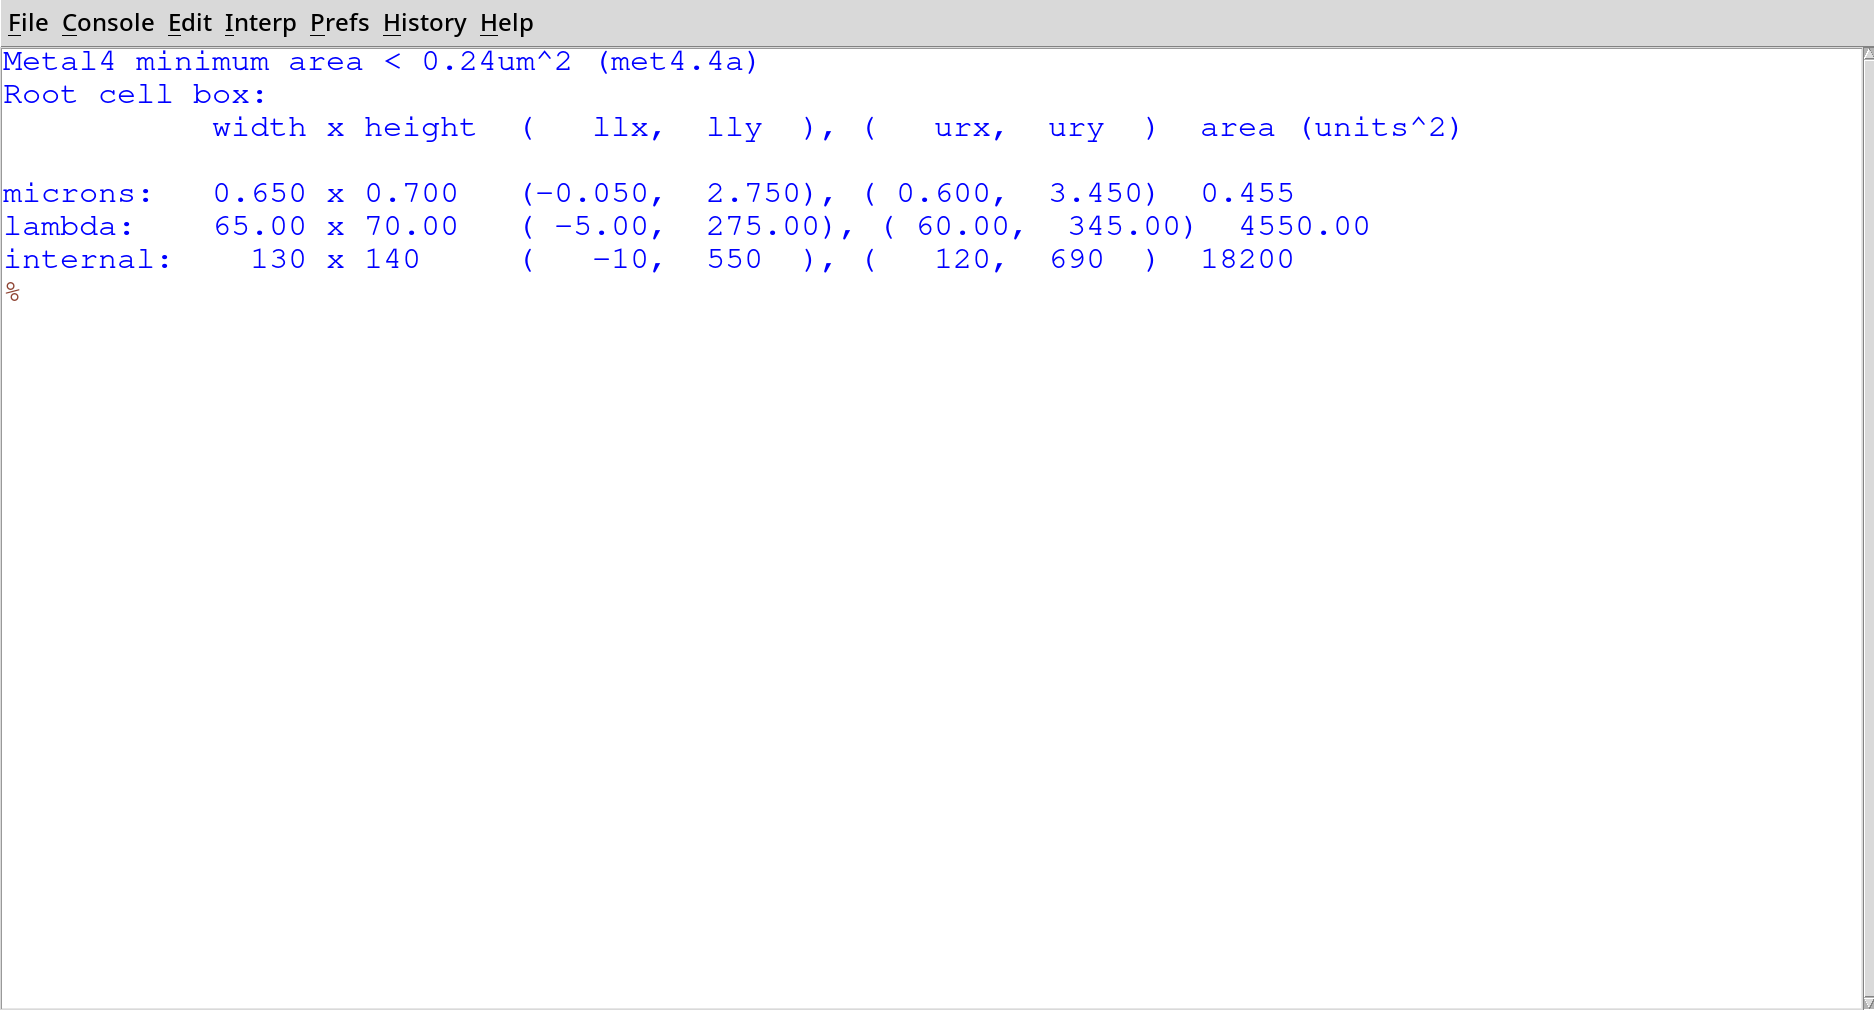 File Console Edit Interp Prefs History Help
Metal4 minimum area < 0.24um^2 (met4.4a)
Root cell box:
           width x height  (   llx,  lly  ), (   urx,  ury  )  area (units^2)
microns:   0.650 x 0.700   (-0.050,  2.750), ( 0.600,  3.450)  0.455
lambda:    65.00 x 70.00   ( -5.00,  275.00), ( 60.00,  345.00)  4550.00
internal:    130 x 140     (   -10,  550  ), (   120,  690  )  18200
%